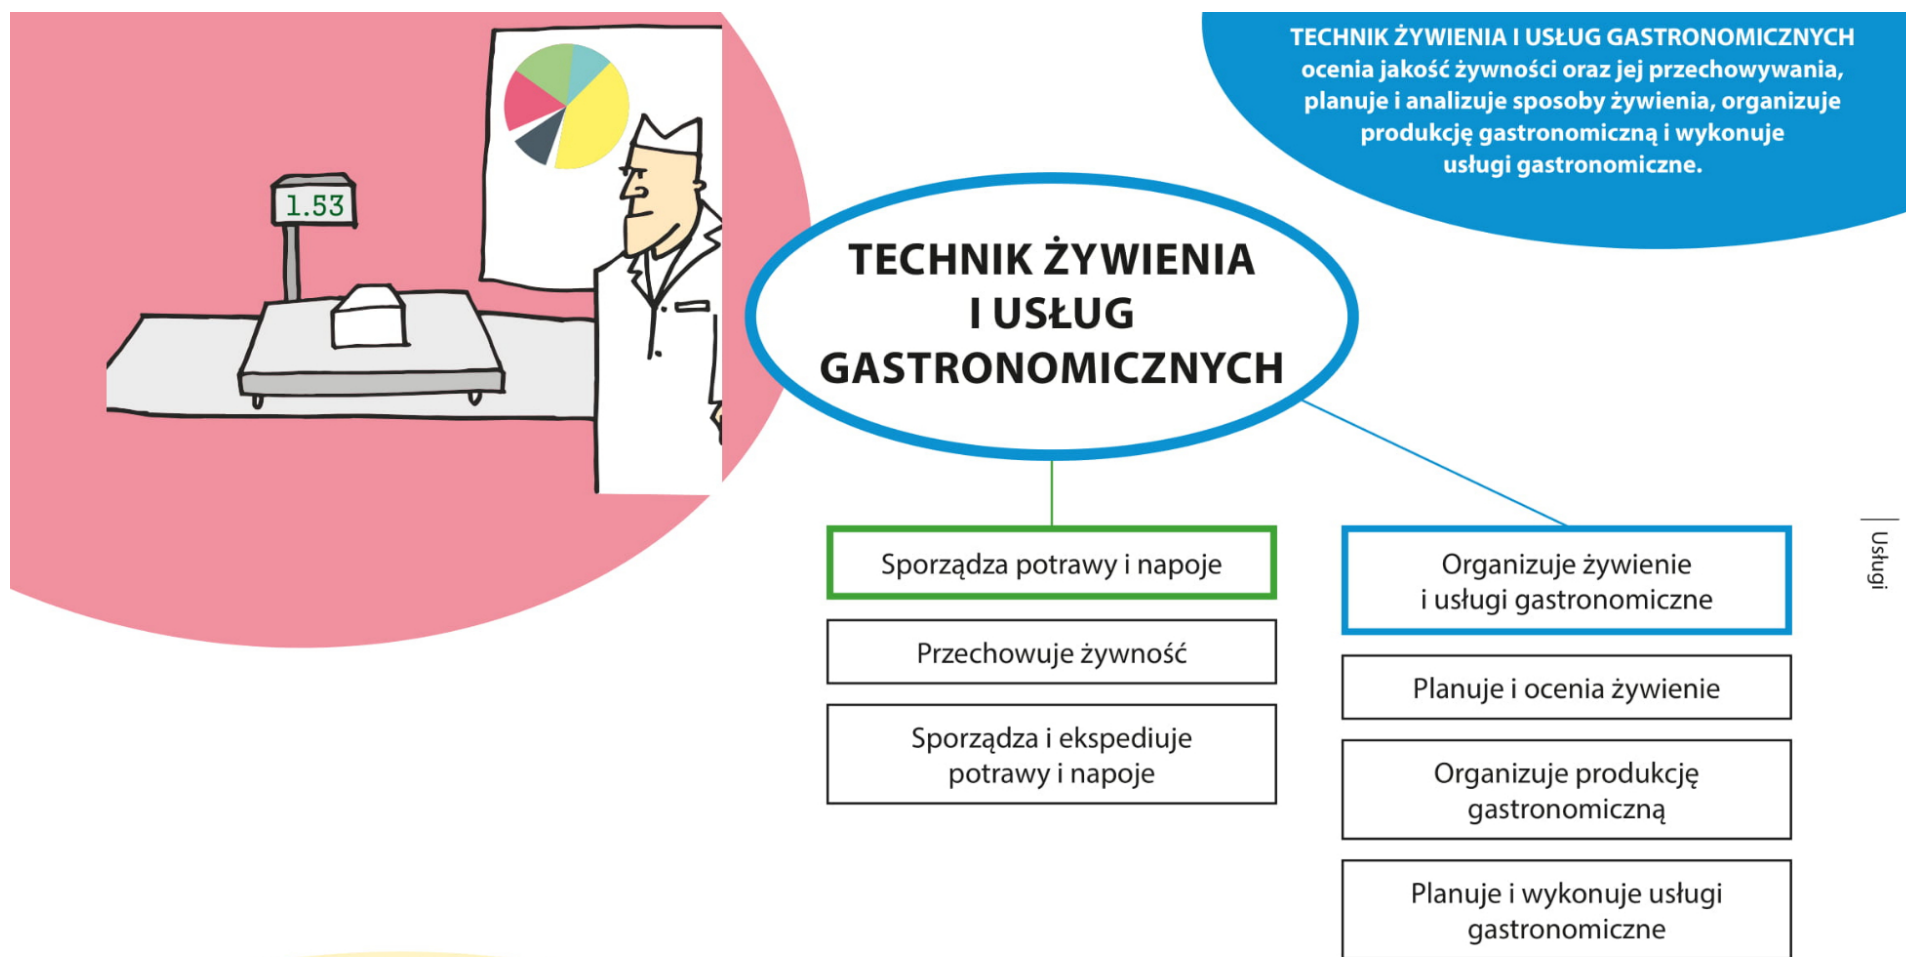 TECHNIK ŻYWIENIA I USŁUG GASTRONOMICZNYCH
ocenia jakość żywności oraz jej przechowywania,
planuje i analizuje sposoby żywienia, organizuje
produkcję gastronomiczną i wykonuje
usługi gastronomiczne.
1.53
TECHNIK ŻYWIENIA
I USŁUG
GASTRONOMICZNYCH
Sporządza potrawy i napoje
Przechowuje żywność
Sporządza i ekspediuje
potrawy i napoje
Organizuje żywienie
i usługi gastronomiczne
Planuje i ocenia żywienie
Organizuje produkcję
gastronomiczną
Planuje i wykonuje usługi
gastronomiczne
Usługi